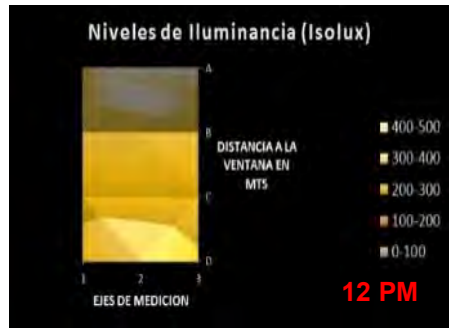 Niveles de Iluminancia (Isolux)
A
B
C
D
DISTANCIA A LA
VENTANA EN
MTS
400-500
300-400
200-300
100-200
0-100
1 2 3
EJES DE MEDICION
12 PM